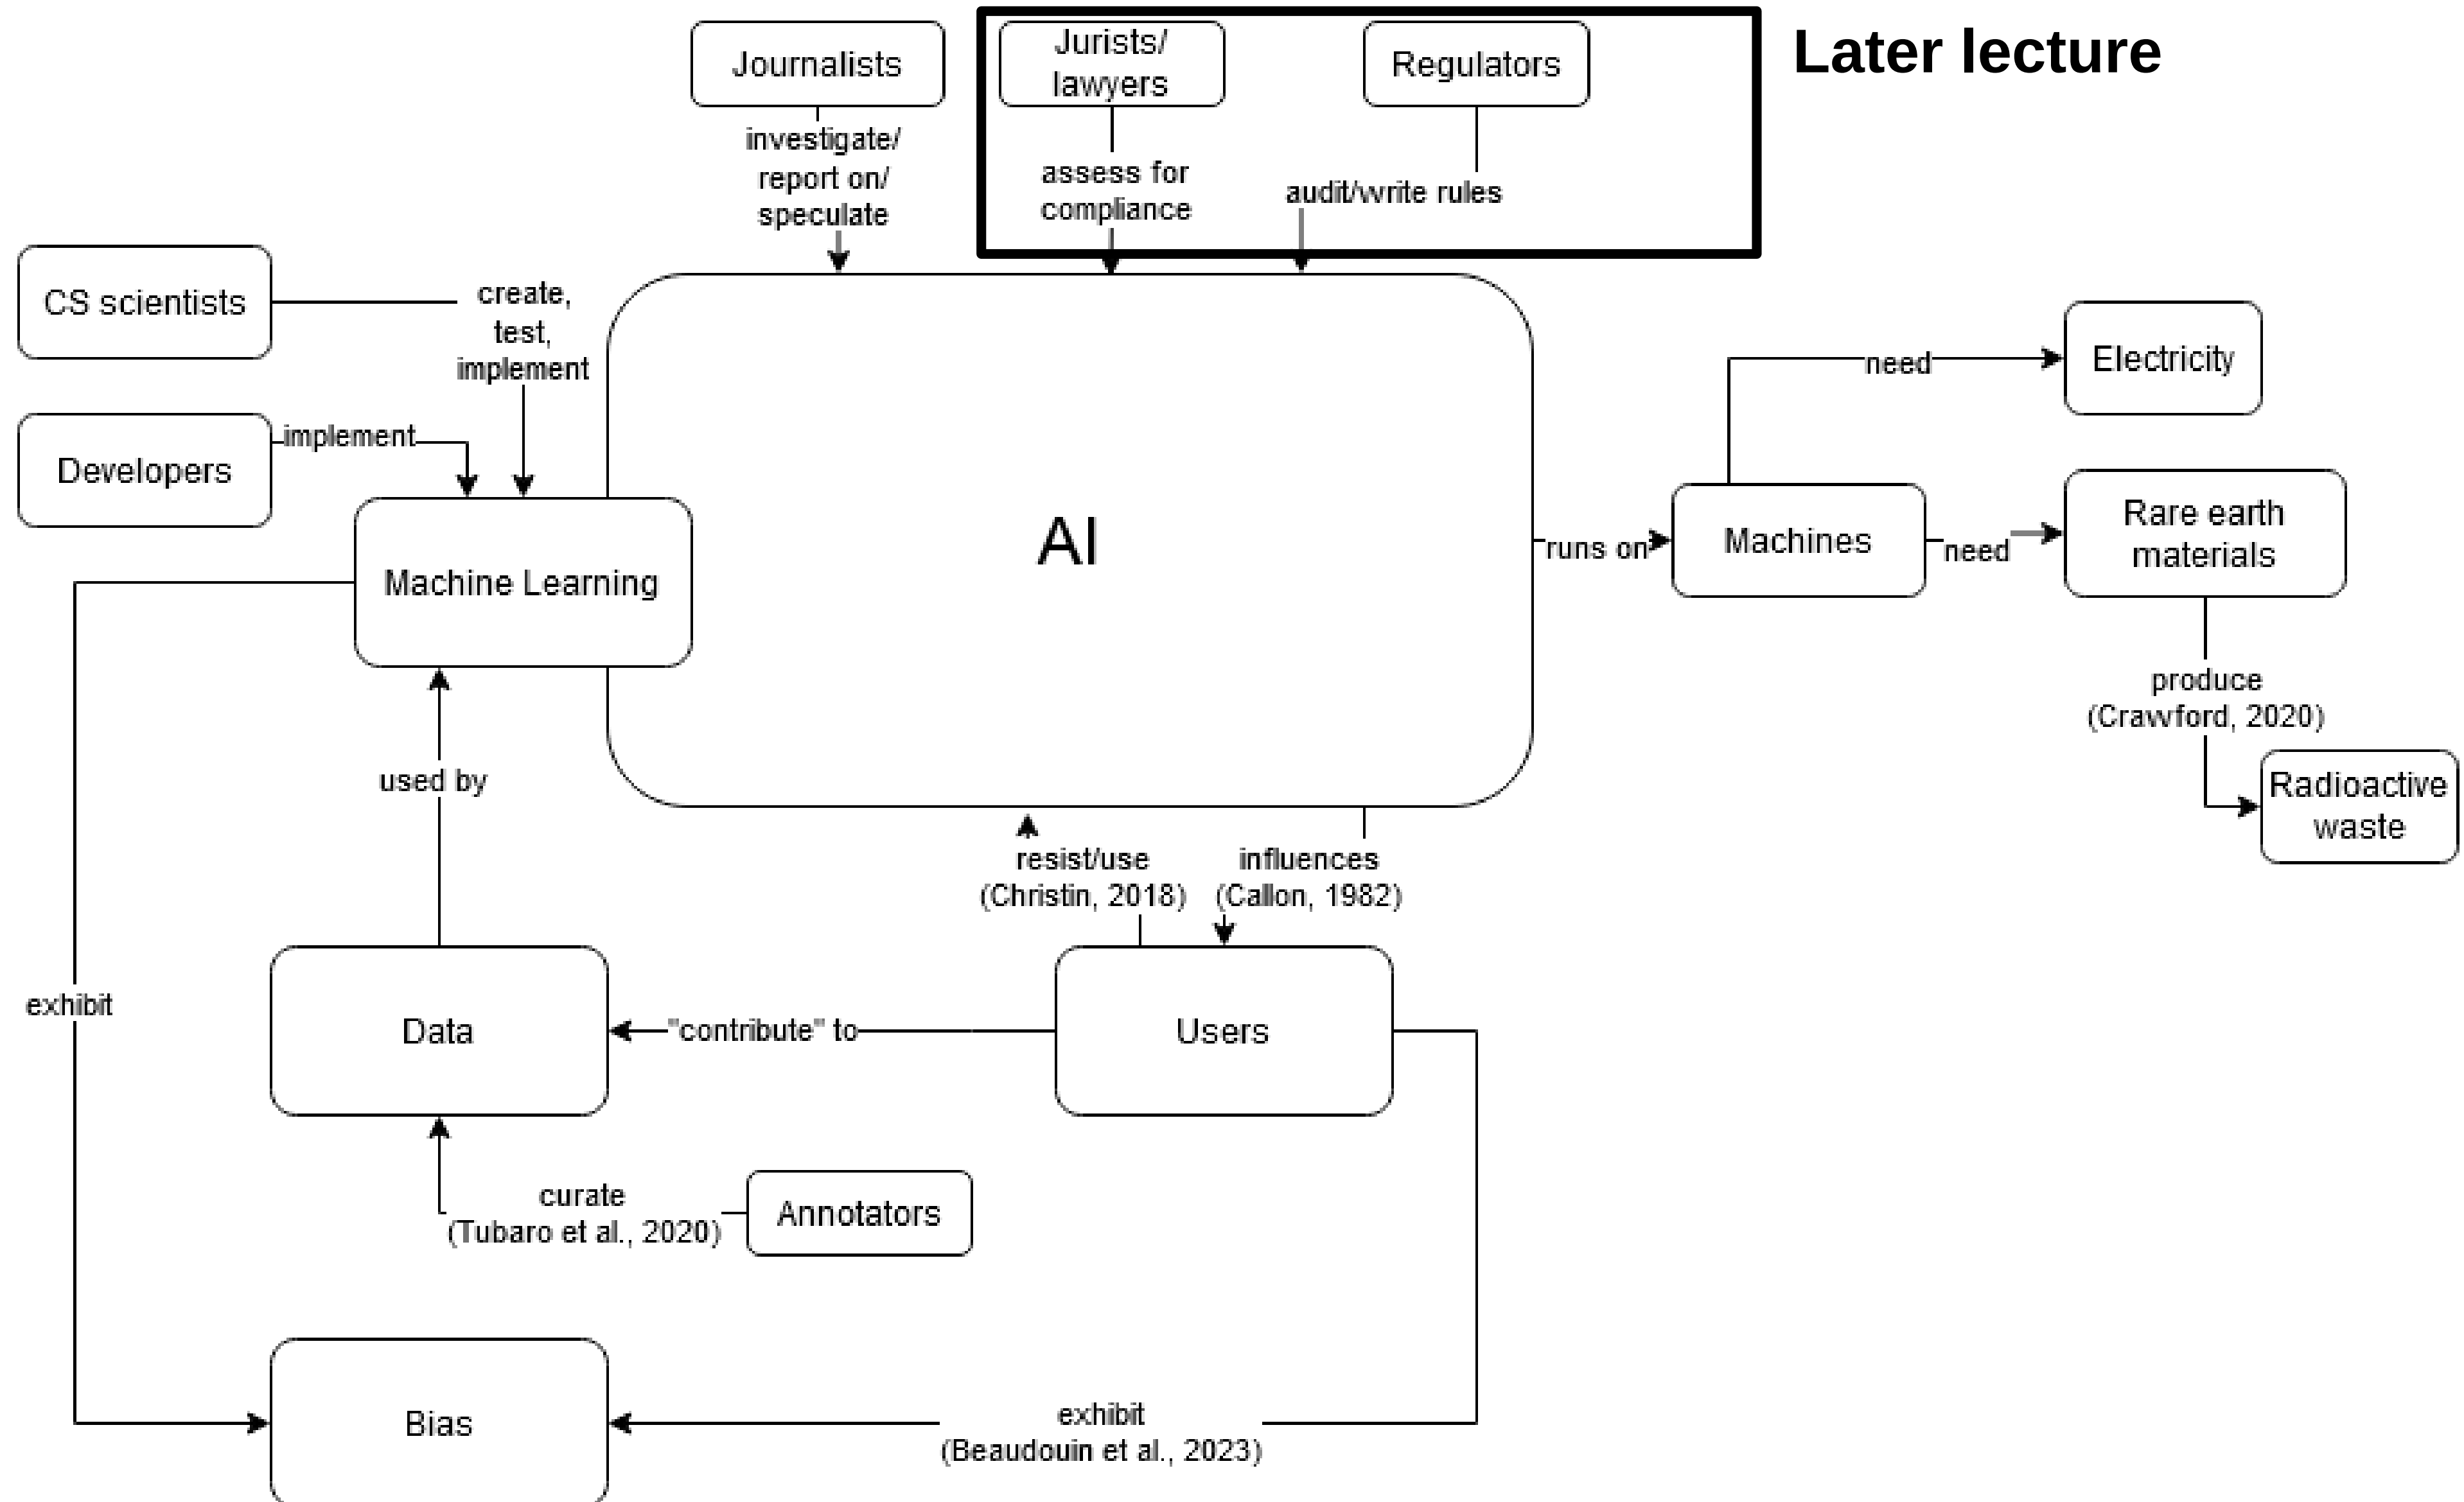 Journalists
Jurists/
lawyers
Regulators
Later lecture
investigate/
report on/
speculate
assess for
compliance
audit/write rules
CS scientists
create,
test,
implement
Developers
implement
Machine Learning
AI
runs on
Machines
need
Electricity
need
Rare earth
materials
produce
(Crawford, 2020)
Radioactive
waste
used by
resist/use
(Christin, 2018)
influences
(Callon, 1982)
exhibit
Data
"contribute" to
Users
curate
(Tubaro et al., 2020)
Annotators
Bias
exhibit
(Beaudouin et al., 2023)